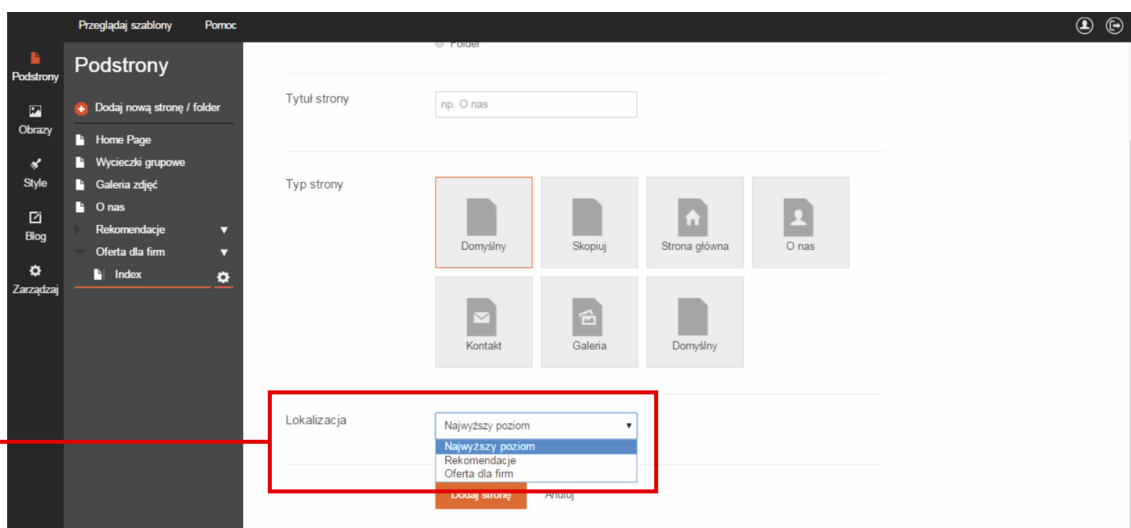 Przeglądaj szablony Pomoc
Podstrony
Obrazy
Style
Blog
Zarządzaj
Podstrony
Dodaj nową stronę / folder
Home Page
Wycieczki grupowe
Galeria zdjęć
O nas
Rekomendacje
Oferta dla firm
Index
Folder
Tytuł strony
np. O nas
Typ strony
Domyślny Skopiuj Strona główna O nas
Kontakt Galeria Domyślny
Lokalizacja
Najwyższy poziom
Najwyższy poziom
Rekomendacje
Oferta dla firm
Dodaj stronę Anuluj